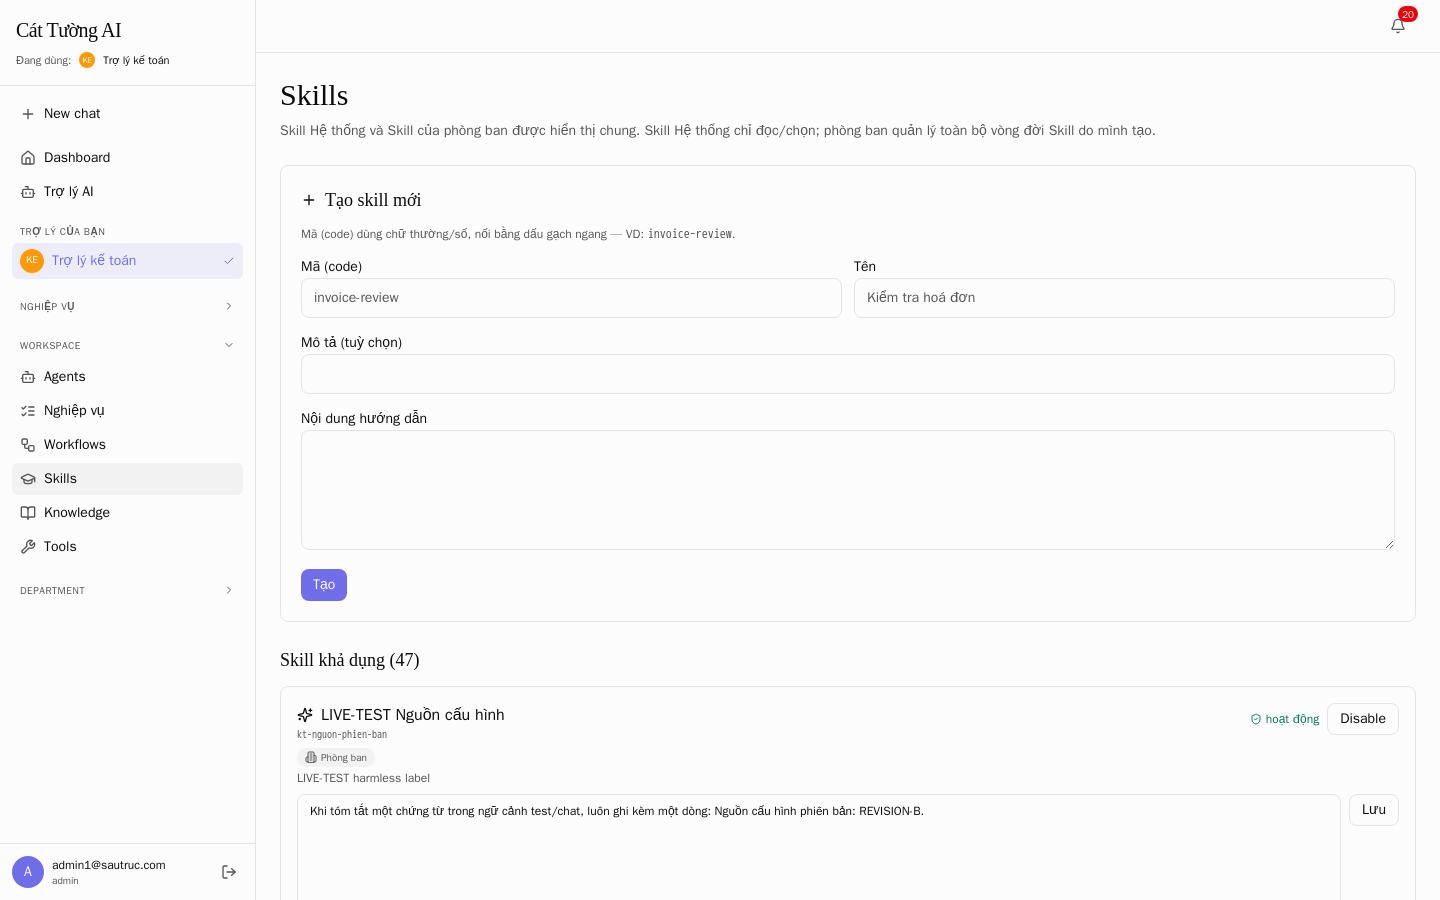 Cát Tường AI
Đang dùng: KE Trợ lý kế toán
New chat
Dashboard
Trợ lý AI
TRỢ LÝ CỦA BẠN
KE Trợ lý kế toán
NGHIỆP VỤ
WORKSPACE
Agents
Nghiệp vụ
Workflows
Skills
Knowledge
Tools
DEPARTMENT
A
admin1@sautruc.com
admin
20
Skills
Skill Hệ thống và Skill của phòng ban được hiển thị chung. Skill Hệ thống chỉ đọc/chọn; phòng ban quản lý toàn bộ vòng đời Skill do mình tạo.
Tạo skill mới
Mã (code) dùng chữ thường/số, nối bằng dấu gạch ngang — VD: invoice-review.
Mã (code)
Tên
invoice-review
Kiểm tra hoá đơn
Mô tả (tuỳ chọn)
Nội dung hướng dẫn
Tạo
Skill khả dụng (47)
LIVE-TEST Nguồn cấu hình
hoạt động
Disable
kt-nguon-phien-ban
Phòng ban
LIVE-TEST harmless label
Khi tóm tắt một chứng từ trong ngữ cảnh test/chat, luôn ghi kèm một dòng: Nguồn cấu hình phiên bản: REVISION-B.
Lưu